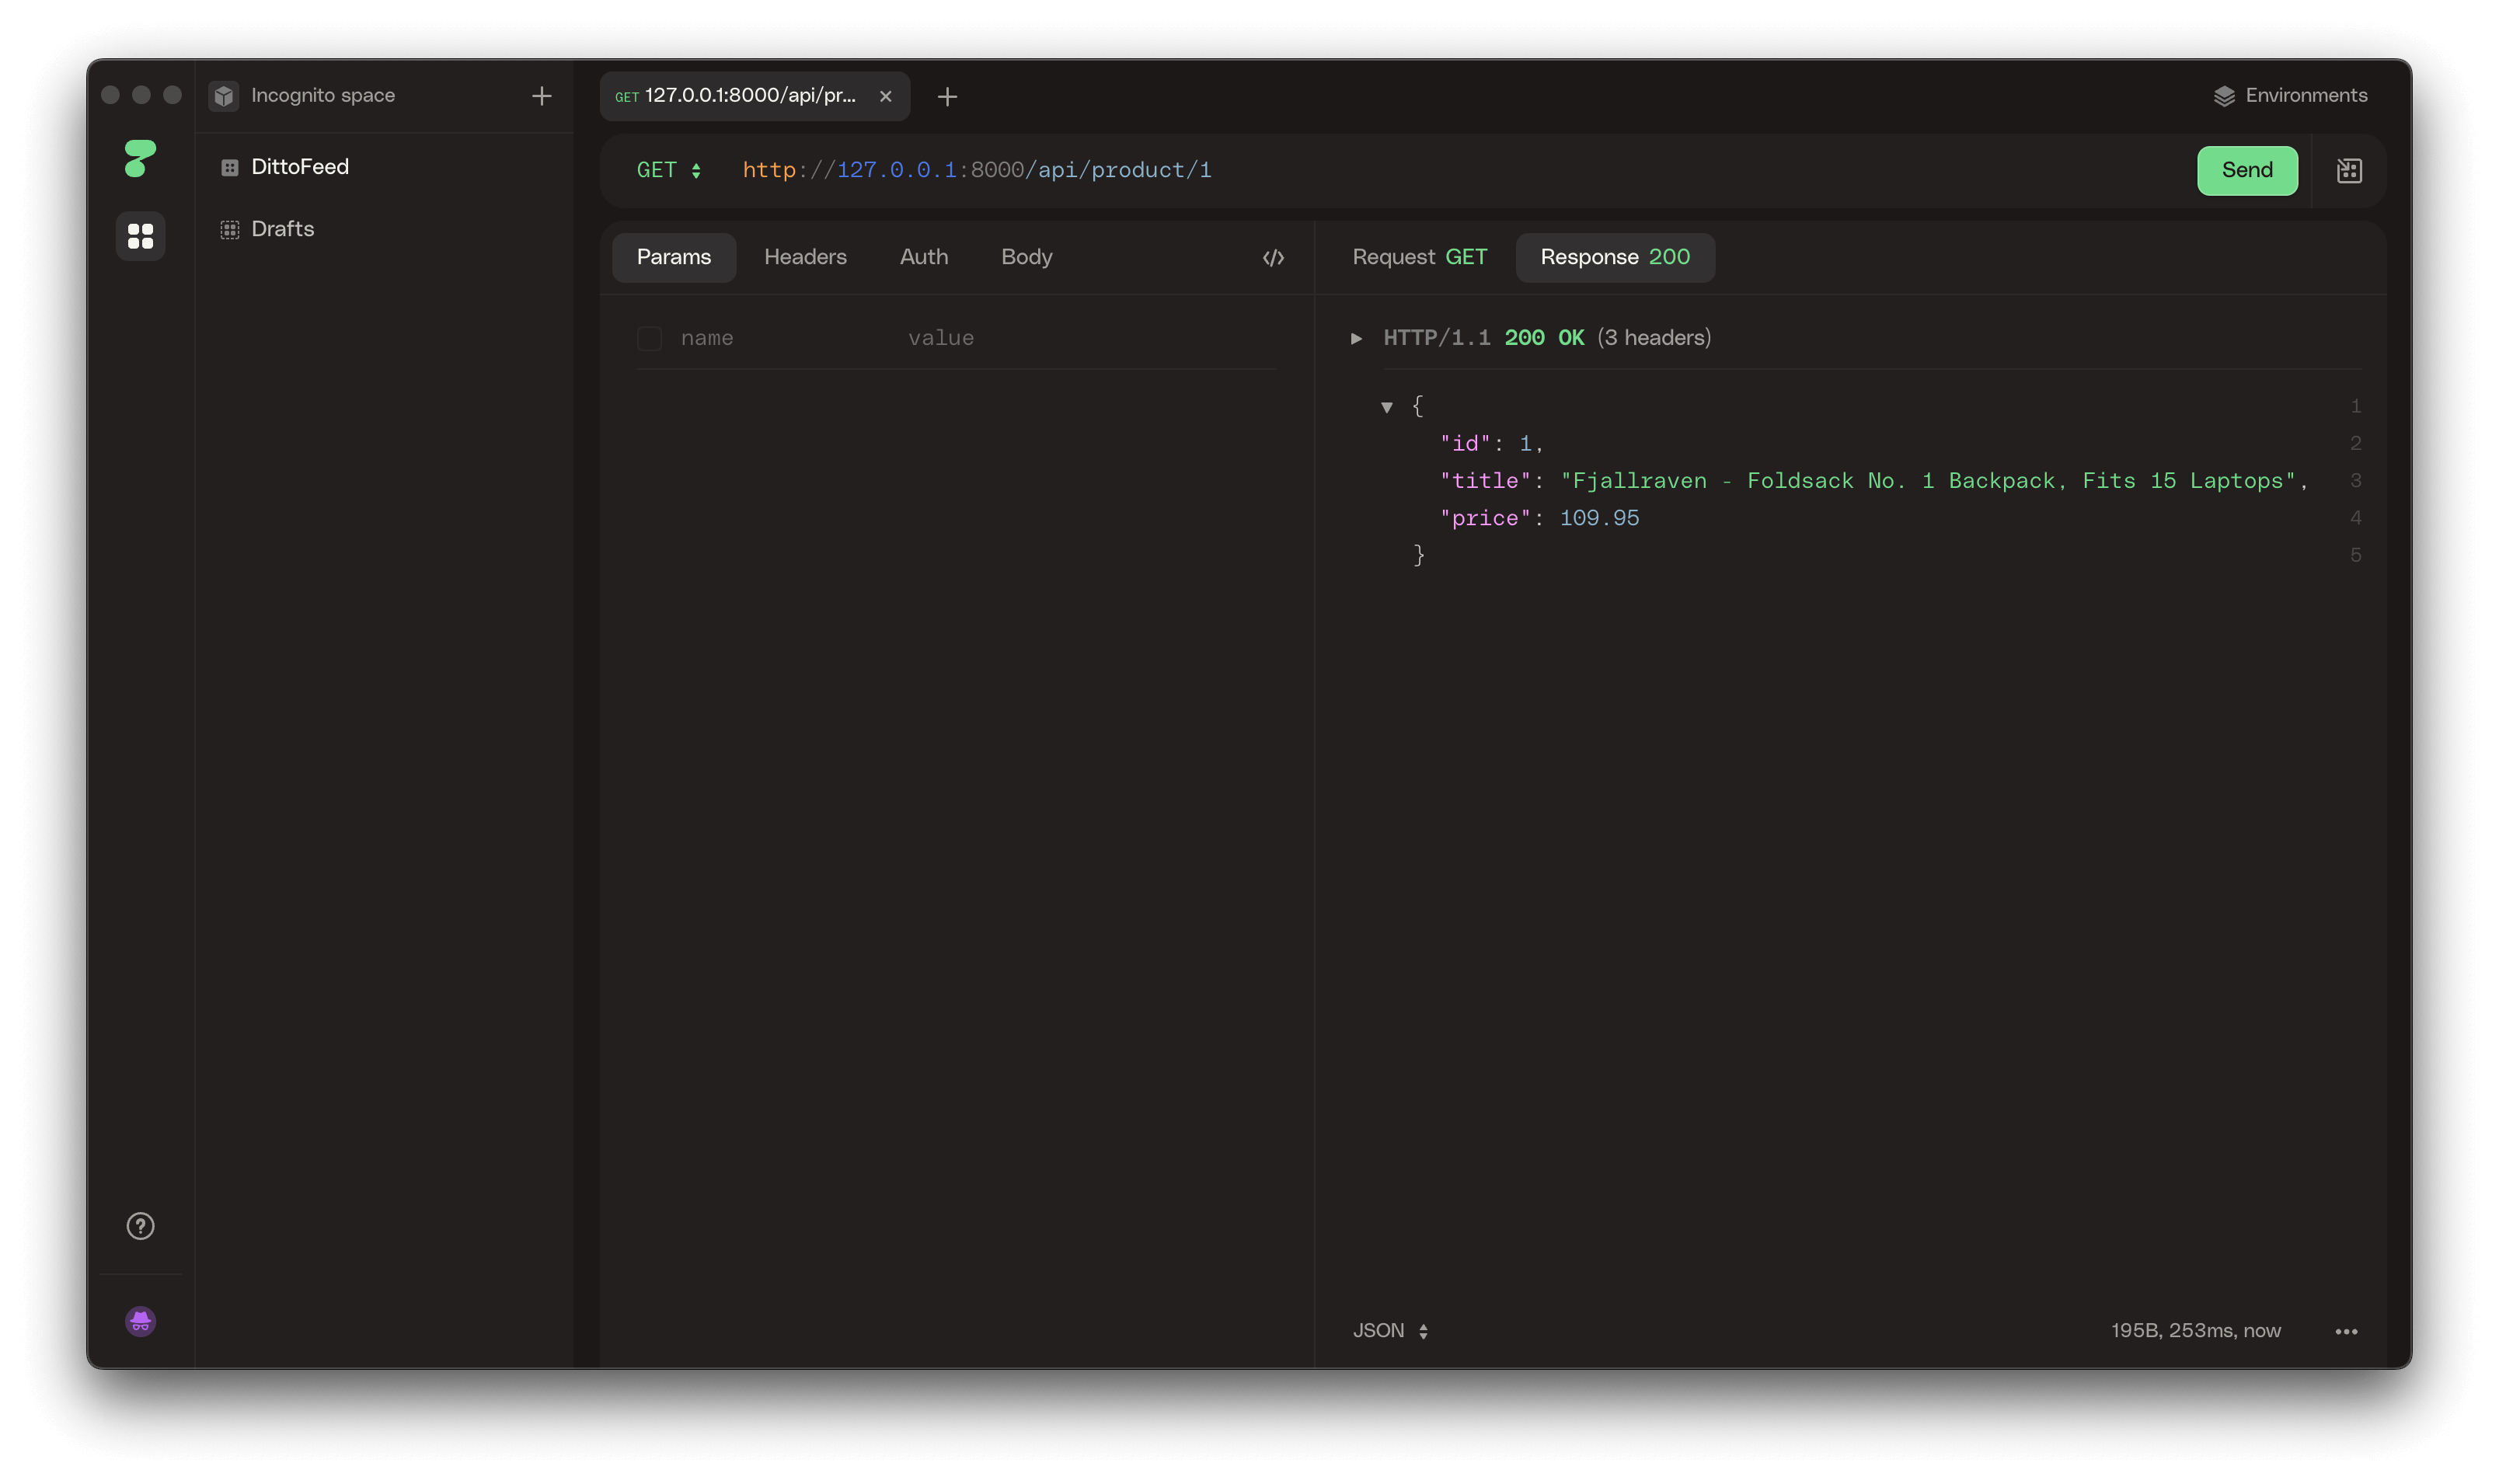 Incognito space
DittoFeed
Drafts
GET 127.0.0.1:8000/api/pr...
Environments
GET http://127.0.0.1:8000/api/product/1
Send
Params Headers Auth Body
name value
Request GET Response 200
HTTP/1.1 200 OK (3 headers)
{ 1
"id": 1, 2
"title": "Fjallraven - Foldsack No. 1 Backpack, Fits 15 Laptops", 3
"price": 109.95 4
} 5
JSON 195B, 253ms, now